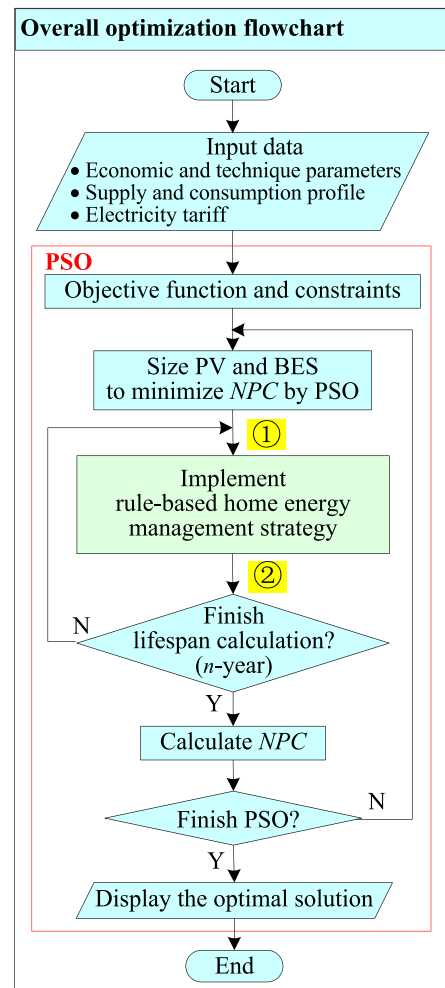 Overall optimization flowchart
Start
Input data
• Economic and technique parameters
• Supply and consumption profile
• Electricity tariff
PSO
Objective function and constraints
Size PV and BES
to minimize NPC by PSO
①
Implement
rule-based home energy
management strategy
②
Finish
lifespan calculation?
(n-year)
N
Y
Calculate NPC
Finish PSO?
N
Y
Display the optimal solution
End